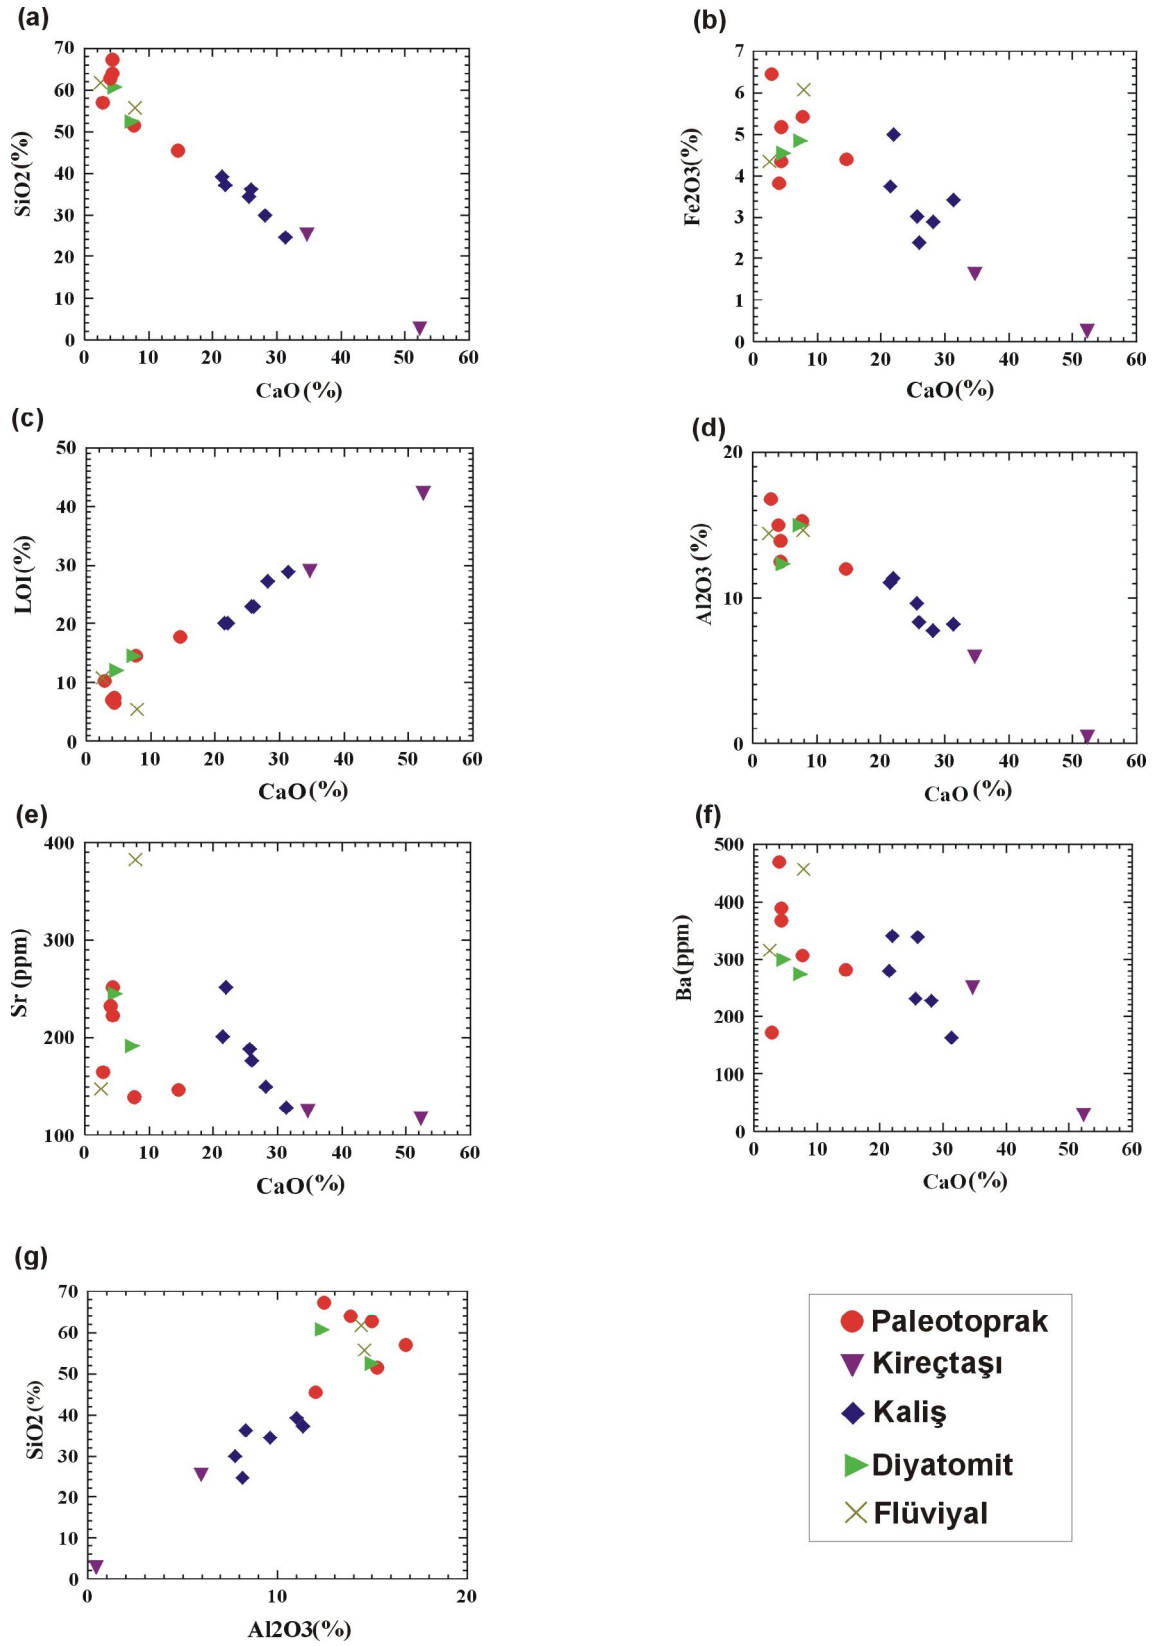 (a)
70
60
50
40
30
20
10
0
SiO2(%)
0 10 20 30 40 50 60
CaO(%)
(b)
7
6
5
4
3
2
1
0
Fe2O3(%)
0 10 20 30 40 50 60
CaO(%)
(c)
50
40
30
20
10
0
LOI(%)
0 10 20 30 40 50 60
CaO(%)
(d)
20
10
0
Al2O3(%)
0 10 20 30 40 50 60
CaO(%)
(e)
400
300
200
100
Sr(ppm)
0 10 20 30 40 50 60
CaO(%)
(f)
500
400
300
200
100
0
Ba(ppm)
0 10 20 30 40 50 60
CaO(%)
(g)
70
60
50
40
30
20
10
0
SiO2(%)
0 10 20
Al2O3(%)
Paleotoprak
Kireçtaşı
Kaliş
Diyatomit
Flüviyal